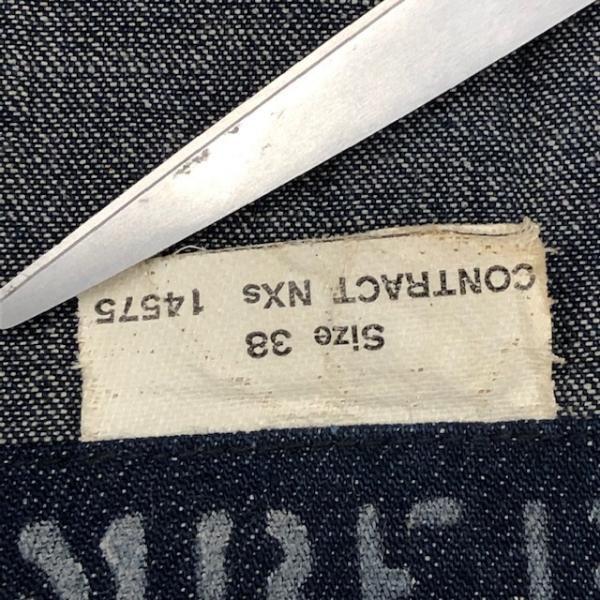 CONTRACT NXs 14575
Size 38